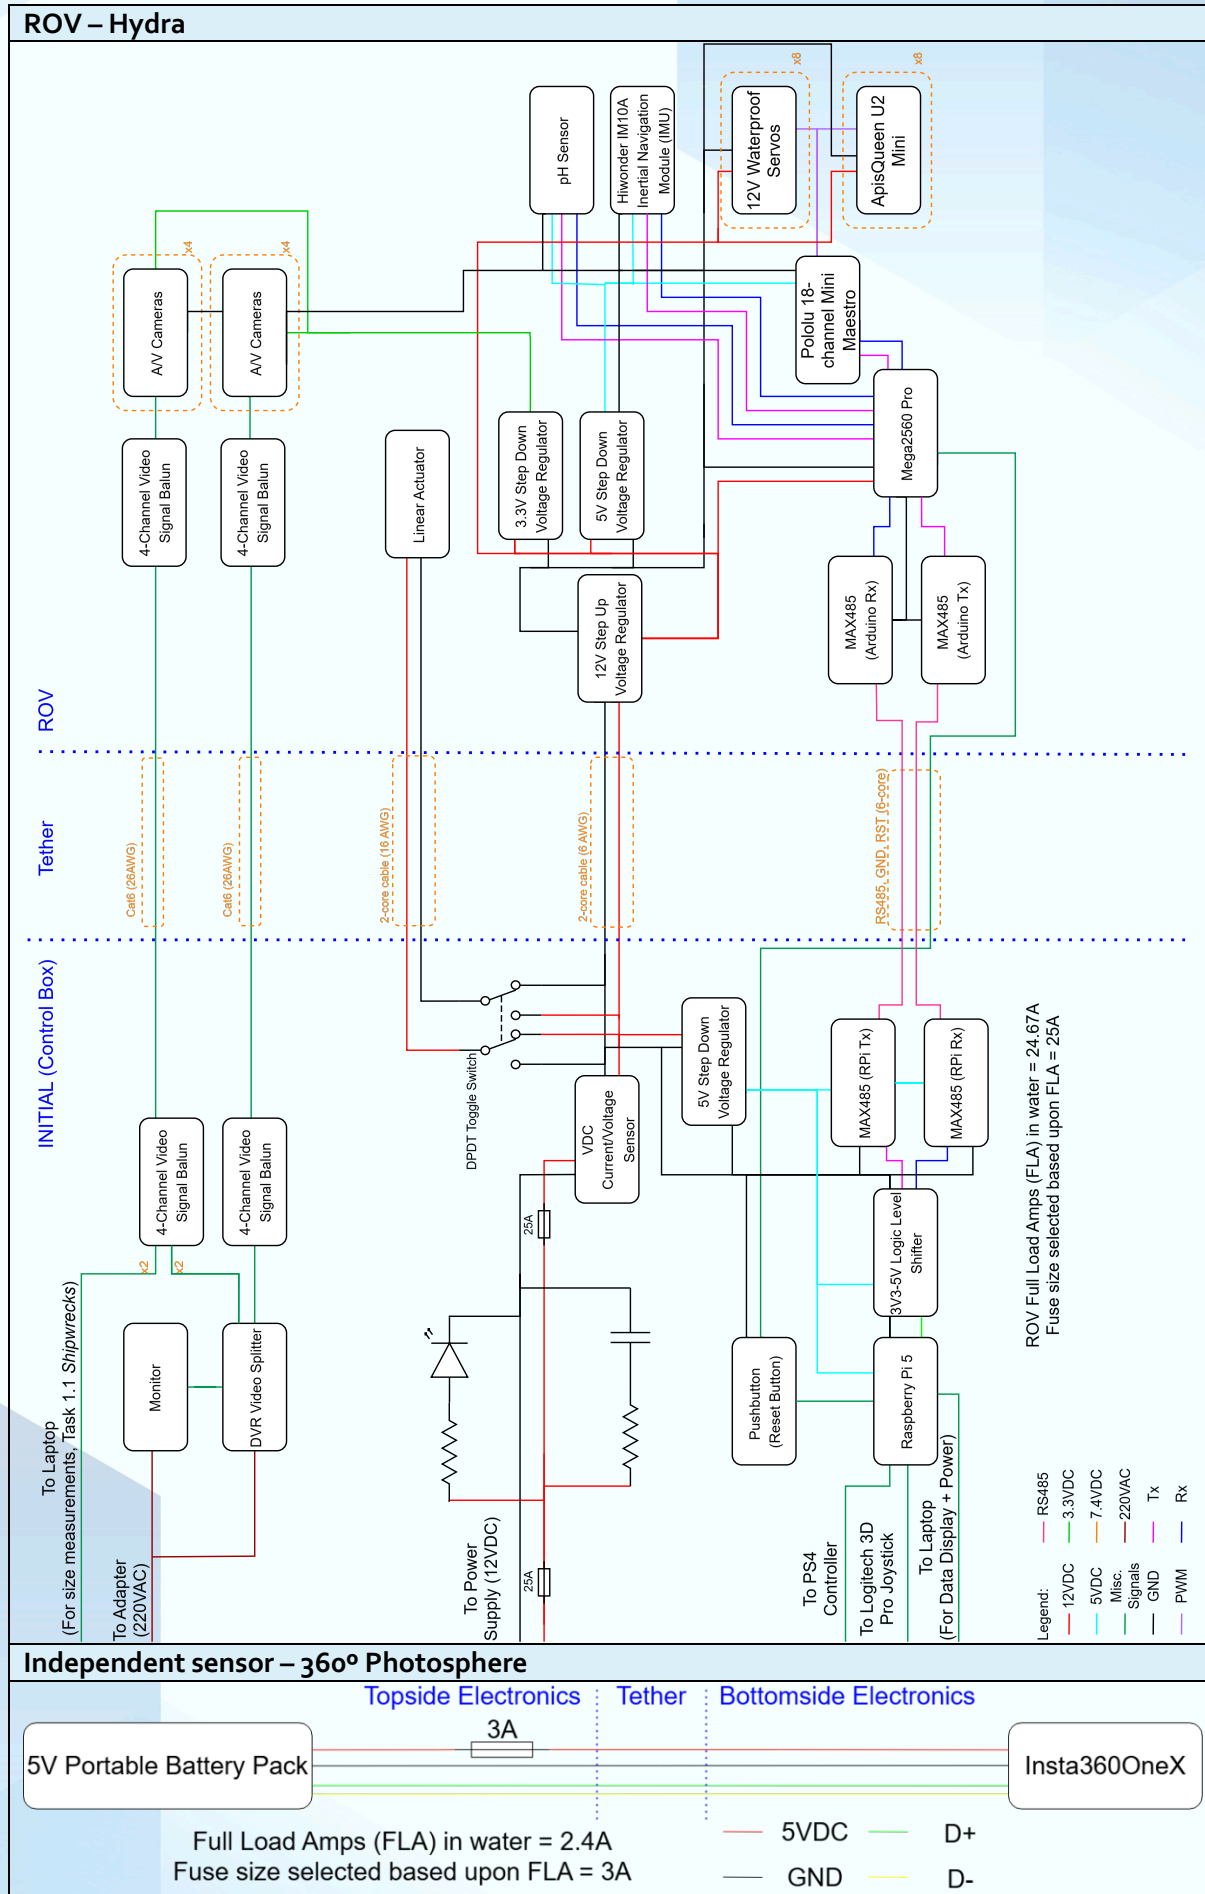 ROV – Hydra
x8
x8
pH Sensor
Hiwonder IM10A
Inertial Navigation
Module (IMU)
12V Waterproof
Servos
ApisQueen U2
Mini
x4
x4
A/V Cameras
A/V Cameras
Pololu 18-
channel Mini
Maestro
4-Channel Video
Signal Balun
4-Channel Video
Signal Balun
Linear Actuator
3.3V Step Down
Voltage Regulator
5V Step Down
Voltage Regulator
Mega2560 Pro
12V Step Up
Voltage Regulator
MAX485
(Arduino Rx)
MAX485
(Arduino Tx)
ROV
Tether
Cat6 (26AWG)
Cat6 (26AWG)
2-core cable (16 AWG)
2-core cable (6 AWG)
RS485, GND, RST (6-core)
INITIAL (Control Box)
DPDT Toggle Switch
5V Step Down
Voltage Regulator
MAX485 (RPi Tx)
MAX485 (RPi Rx)
4-Channel Video
Signal Balun
4-Channel Video
Signal Balun
VDC
Current/Voltage
Sensor
25A
3V3-5V Logic Level
Shifter
ROV Full Load Amps (FLA) in water = 24.67A
Fuse size selected based upon FLA = 25A
x2
x2
Monitor
DVR Video Splitter
Pushbutton
(Reset Button)
Raspberry Pi 5
To Laptop
(For size measurements, Task 1.1 Shipwrecks)
To Adapter
(220VAC)
To Power
Supply (12VDC)
25A
To PS4
Controller
To Logitech 3D
Pro Joystick
To Laptop
(For Data Display + Power)
Legend:
12VDC
5VDC
Misc.
Signals
GND
PWM
RS485
3.3VDC
7.4VDC
220VAC
Tx
Rx
Independent sensor – 360º Photosphere
Topside Electronics
Tether
Bottomside Electronics
5V Portable Battery Pack
3A
Insta360OneX
Full Load Amps (FLA) in water = 2.4A
Fuse size selected based upon FLA = 3A
5VDC
D+
GND
D-